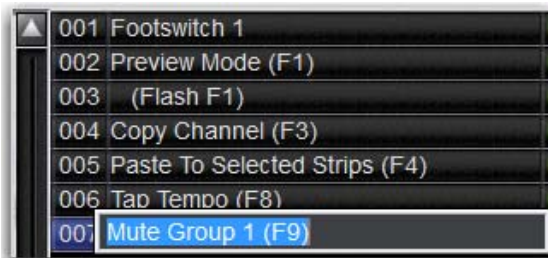 001 Footswitch 1
002 Preview Mode (F1)
003 (Flash F1)
004 Copy Channel (F3)
005 Paste To Selected Strips (F4)
006 Tap Tempo (F8)
007 Mute Group 1 (F9)